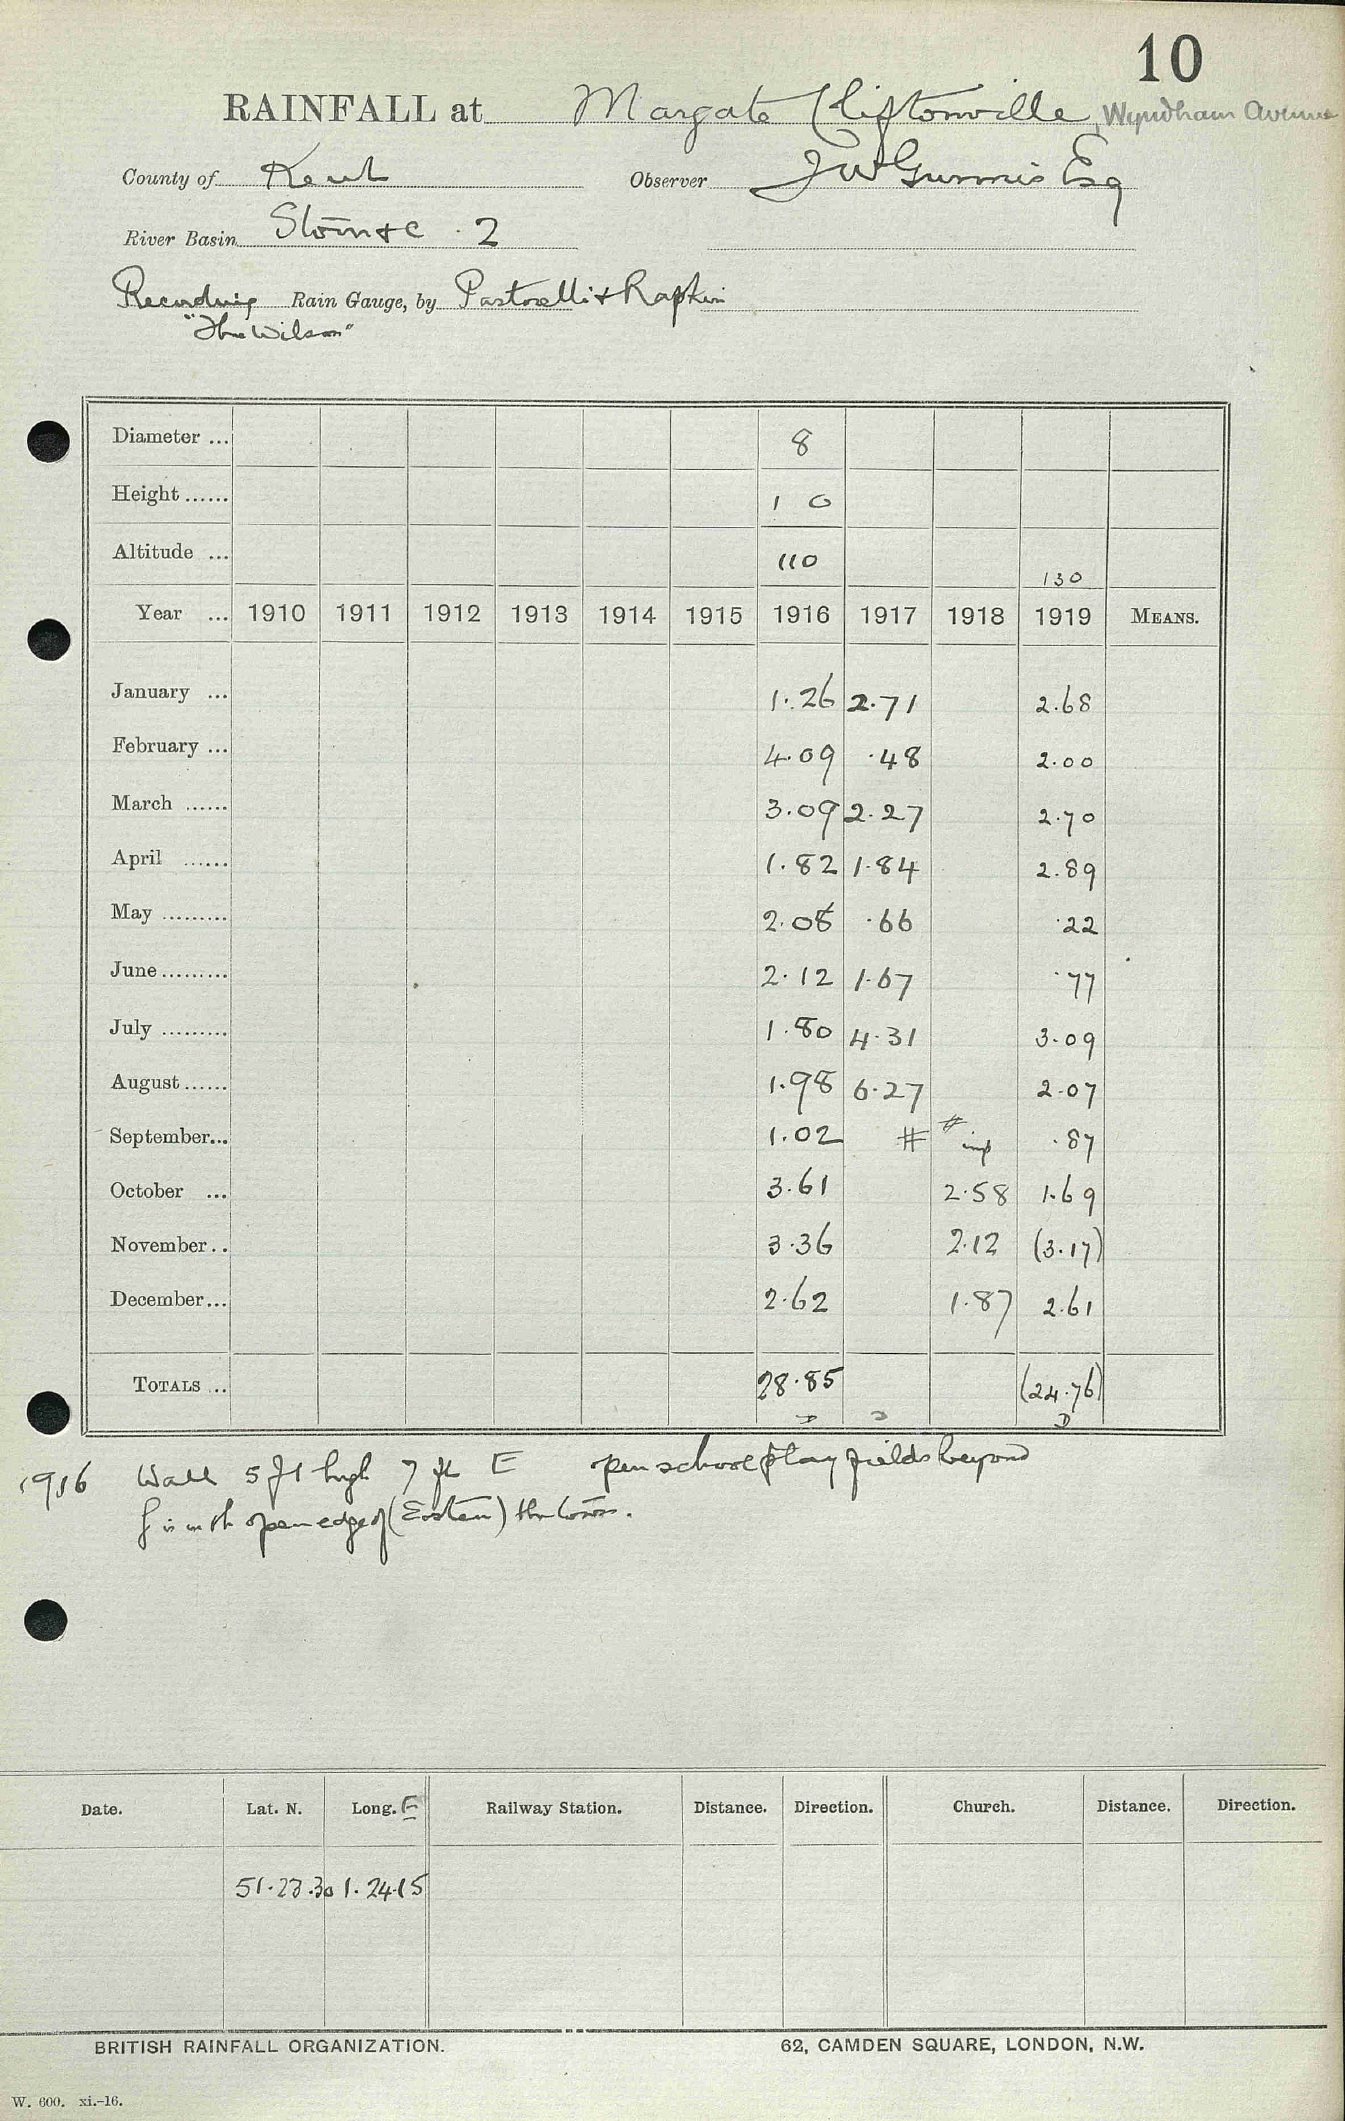 10
RAINFALL at Margate Cliftonville, Wyndham Avenue
County of Kent Observer J W Gunnis Esq
River Basin 2
Recording Rain Gauge, by Pastorelli & Rapkin
"The Wilson"
Diameter ... 8
Height ...... 1 0
Altitude ... 110 130
Year ... 1910 1911 1912 1913 1914 1915 1916 1917 1918 1919 MEANS.
January ... 1.26 2.71 2.68
February ... 4.09 .48 2.00
March ...... 3.09 2.27 2.70
April ...... 1.82 1.84 2.89
May ......... 2.08 .66 .22
June ......... 2.12 1.67 .77
July ......... 1.80 4.31 3.09
August ...... 1.98 6.27 2.07
September... 1.02 # # imp .87
October ... 3.61 2.58 1.69
November.. 3.36 2.12 (3.17)
December... 2.62 1.87 2.61
TOTALS ... 28.85 (24.76)
D D D
1916 Wall 5 ft high 7 ft E open school play fields beyond
is on the open edge of (Eastern) the town.
Date. Lat. N. Long. E Railway Station. Distance. Direction. Church. Distance. Direction.
51.23.30 1.24.15
BRITISH RAINFALL ORGANIZATION. 62, CAMDEN SQUARE, LONDON, N.W.
W. 600. xi.-16.